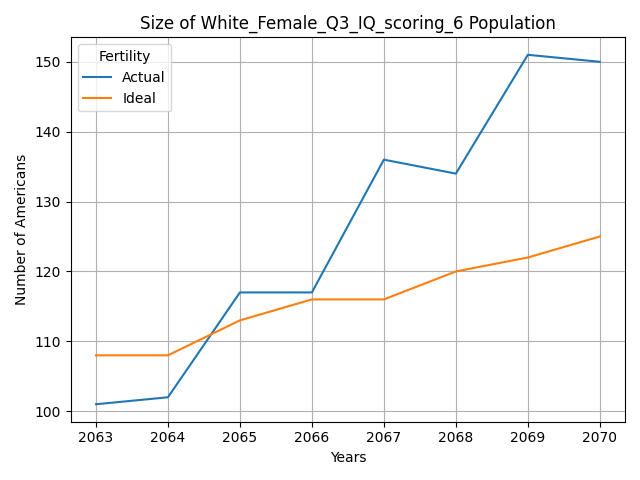 Size of White_Female_Q3_IQ_scoring_6 Population
Fertility
Actual
Ideal
Number of Americans
150
140
130
120
110
100
2063 2064 2065 2066 2067 2068 2069 2070
Years